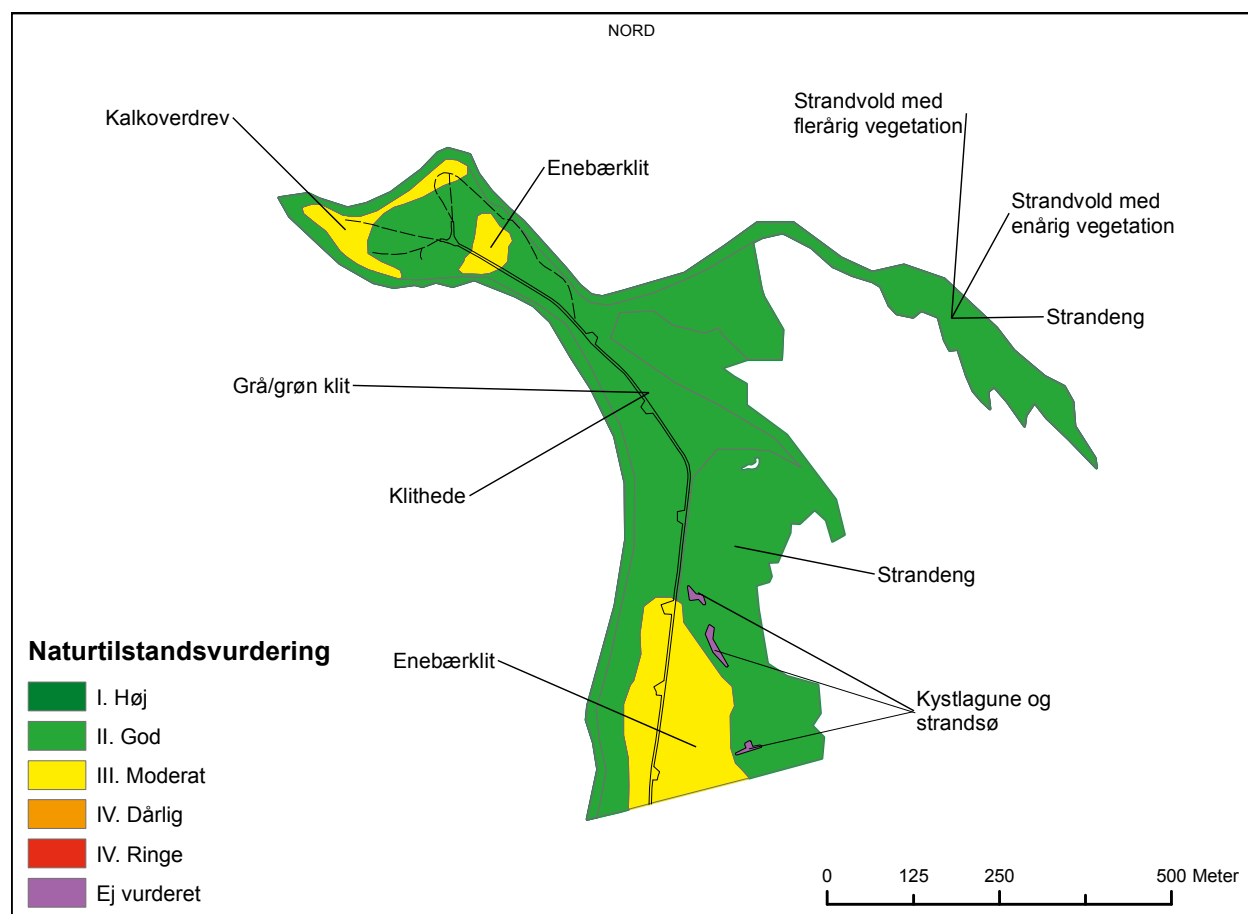 NORD
Kalkoverdrev
Enebærklit
Strandvold med
flerårig vegetation
Strandvold med
enårig vegetation
Strandeng
Grå/grøn klit
Klithede
Strandeng
Enebærklit
Kystlagune og
strandsø
Naturtilstandsvurdering
I. Høj
II. God
III. Moderat
IV. Dårlig
IV. Ringe
Ej vurderet
0 125 250 500 Meter